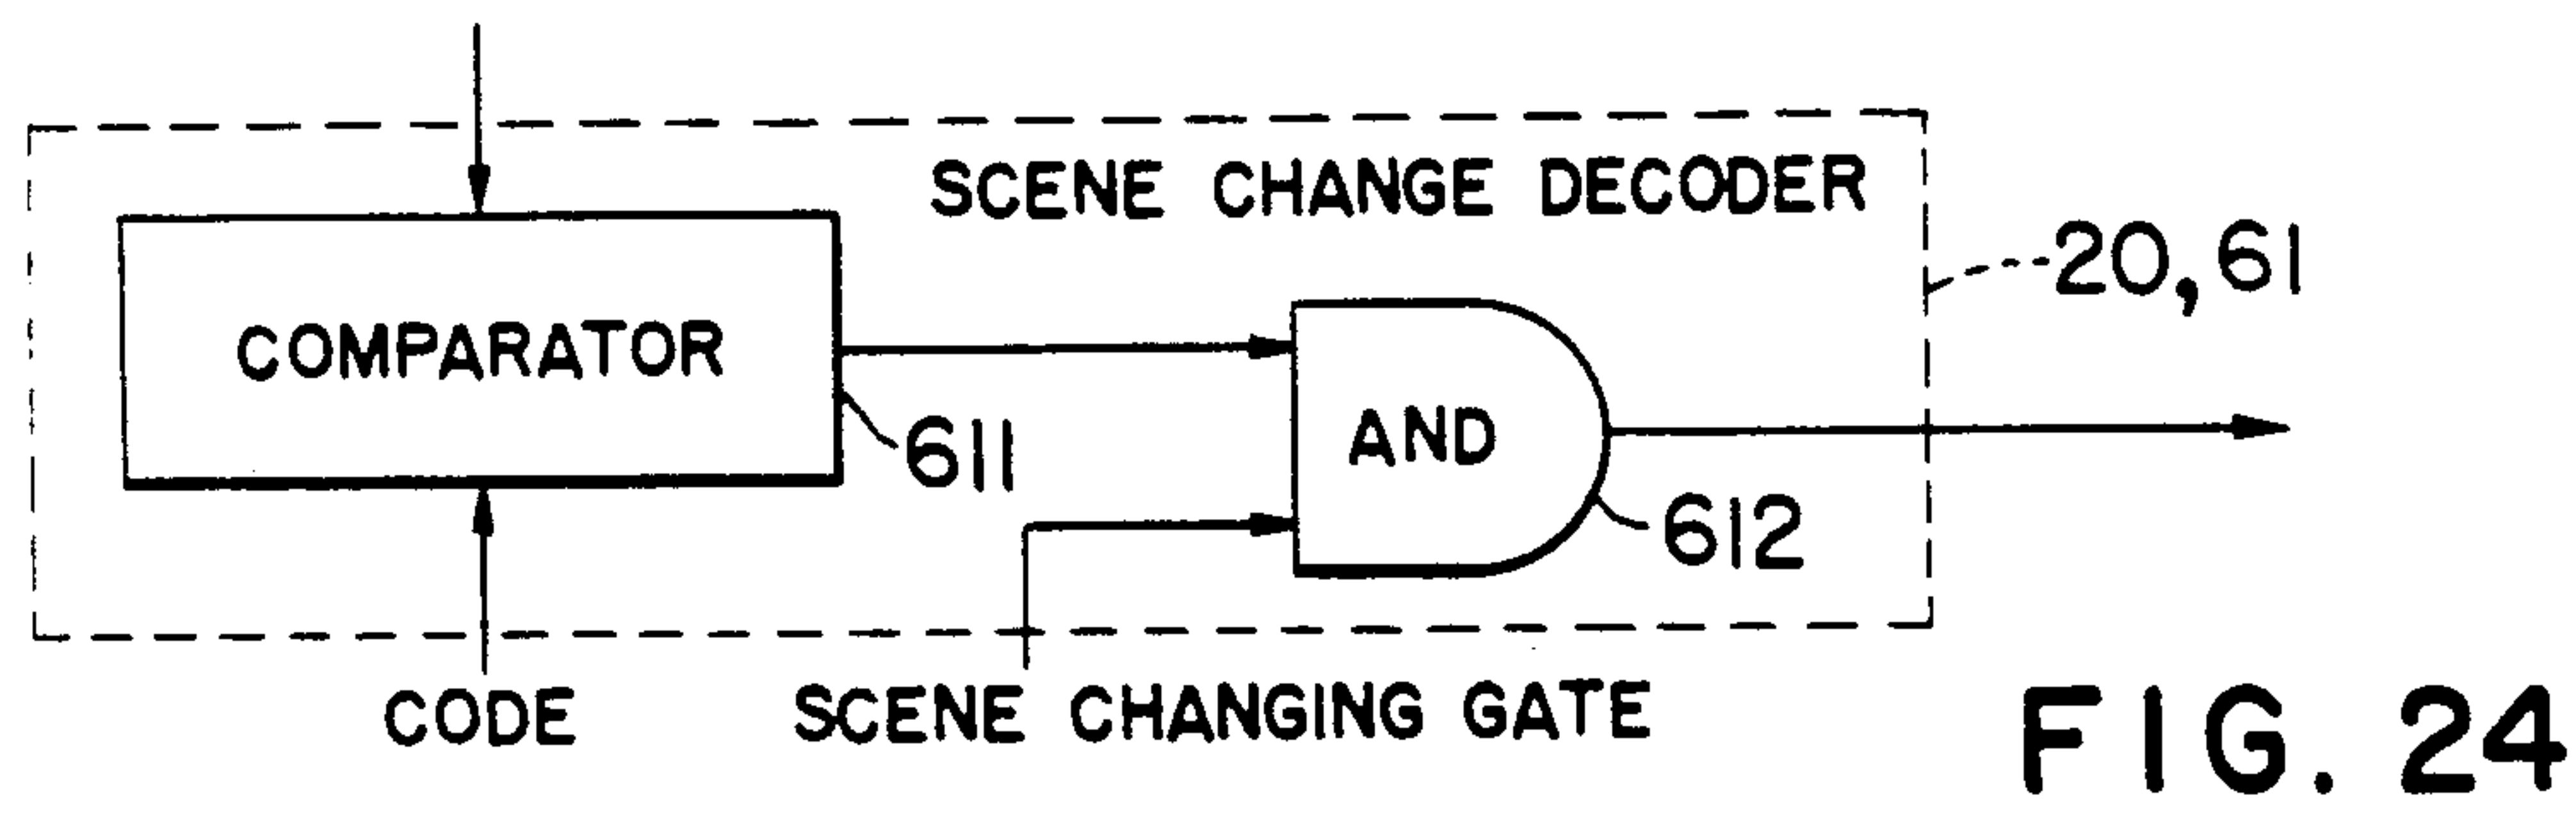 SCENE CHANGE DECODER
20, 61
COMPARATOR
611
AND
612
CODE
SCENE CHANGING GATE
FIG. 24